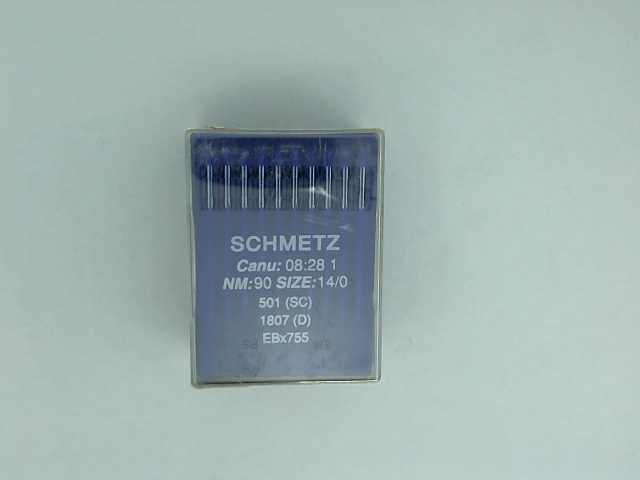 SCHMETZ
Canu: 08:28 1
NM:90 SIZE:14/0
501 (SC)
1807 (D)
EBx755